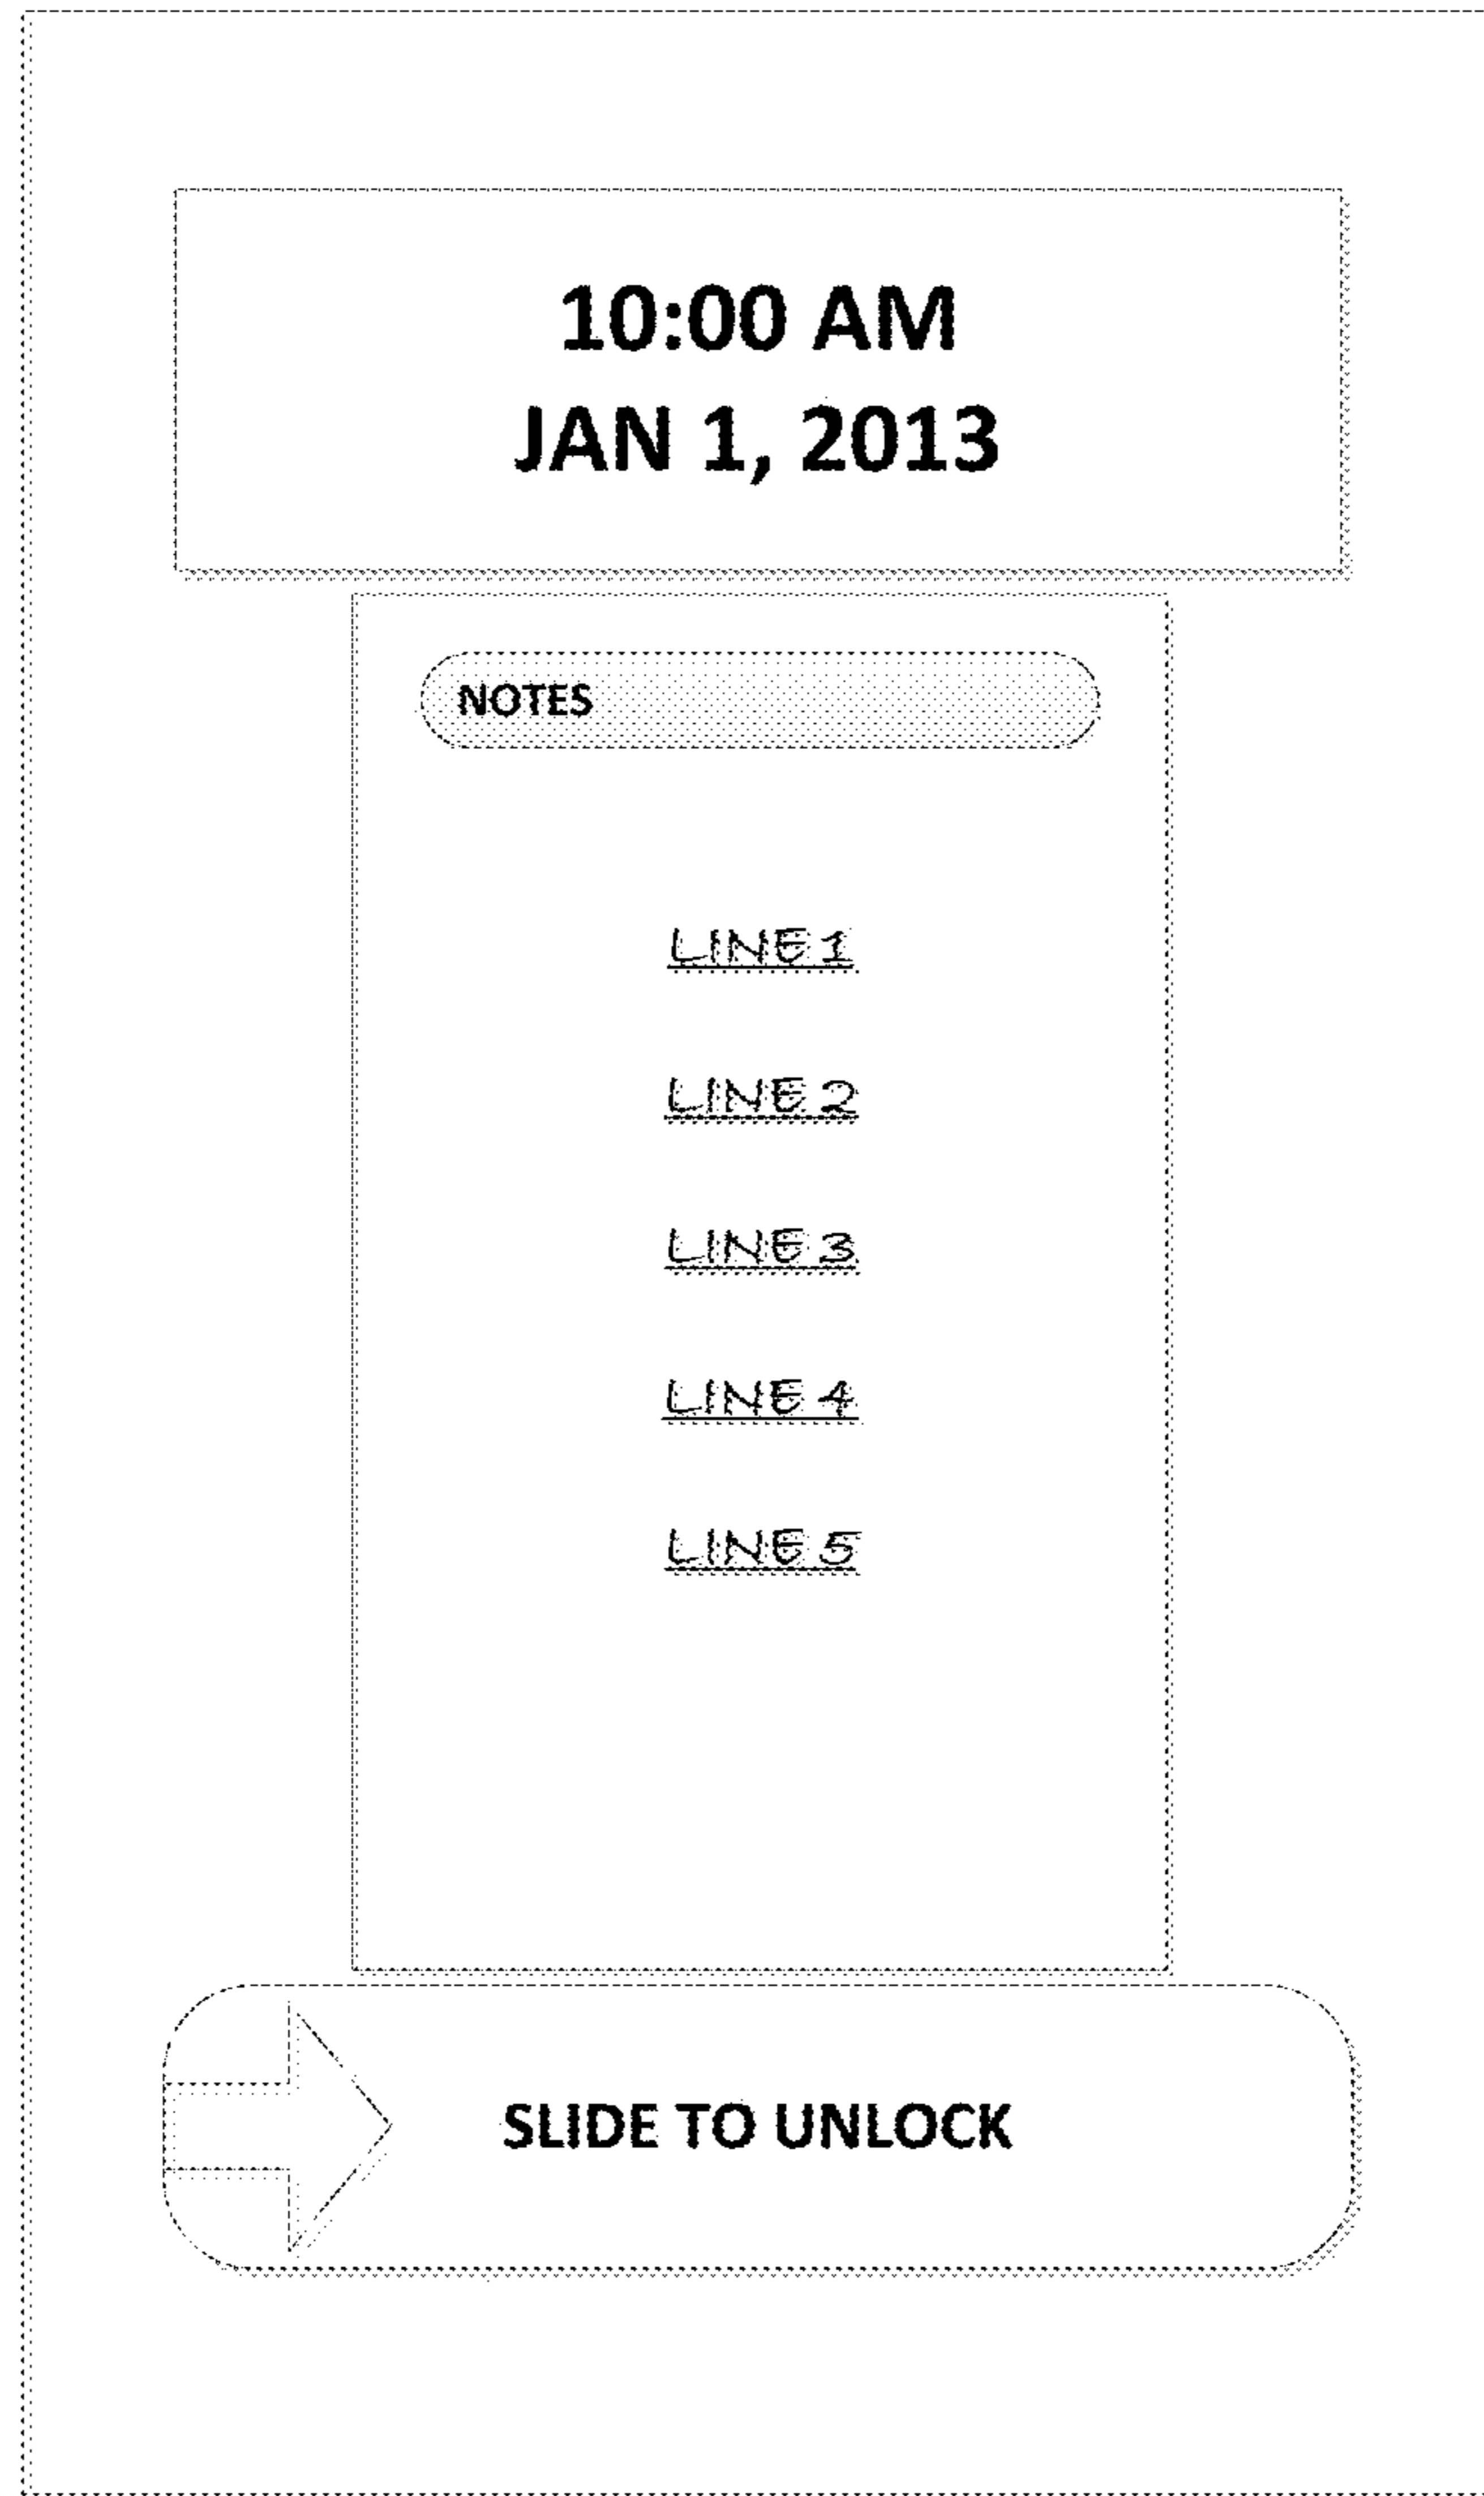 10:00 AM
JAN 1, 2013
NOTES
LINE 1
LINE 2
LINE 3
LINE 4
LINE 5
SLIDE TO UNLOCK